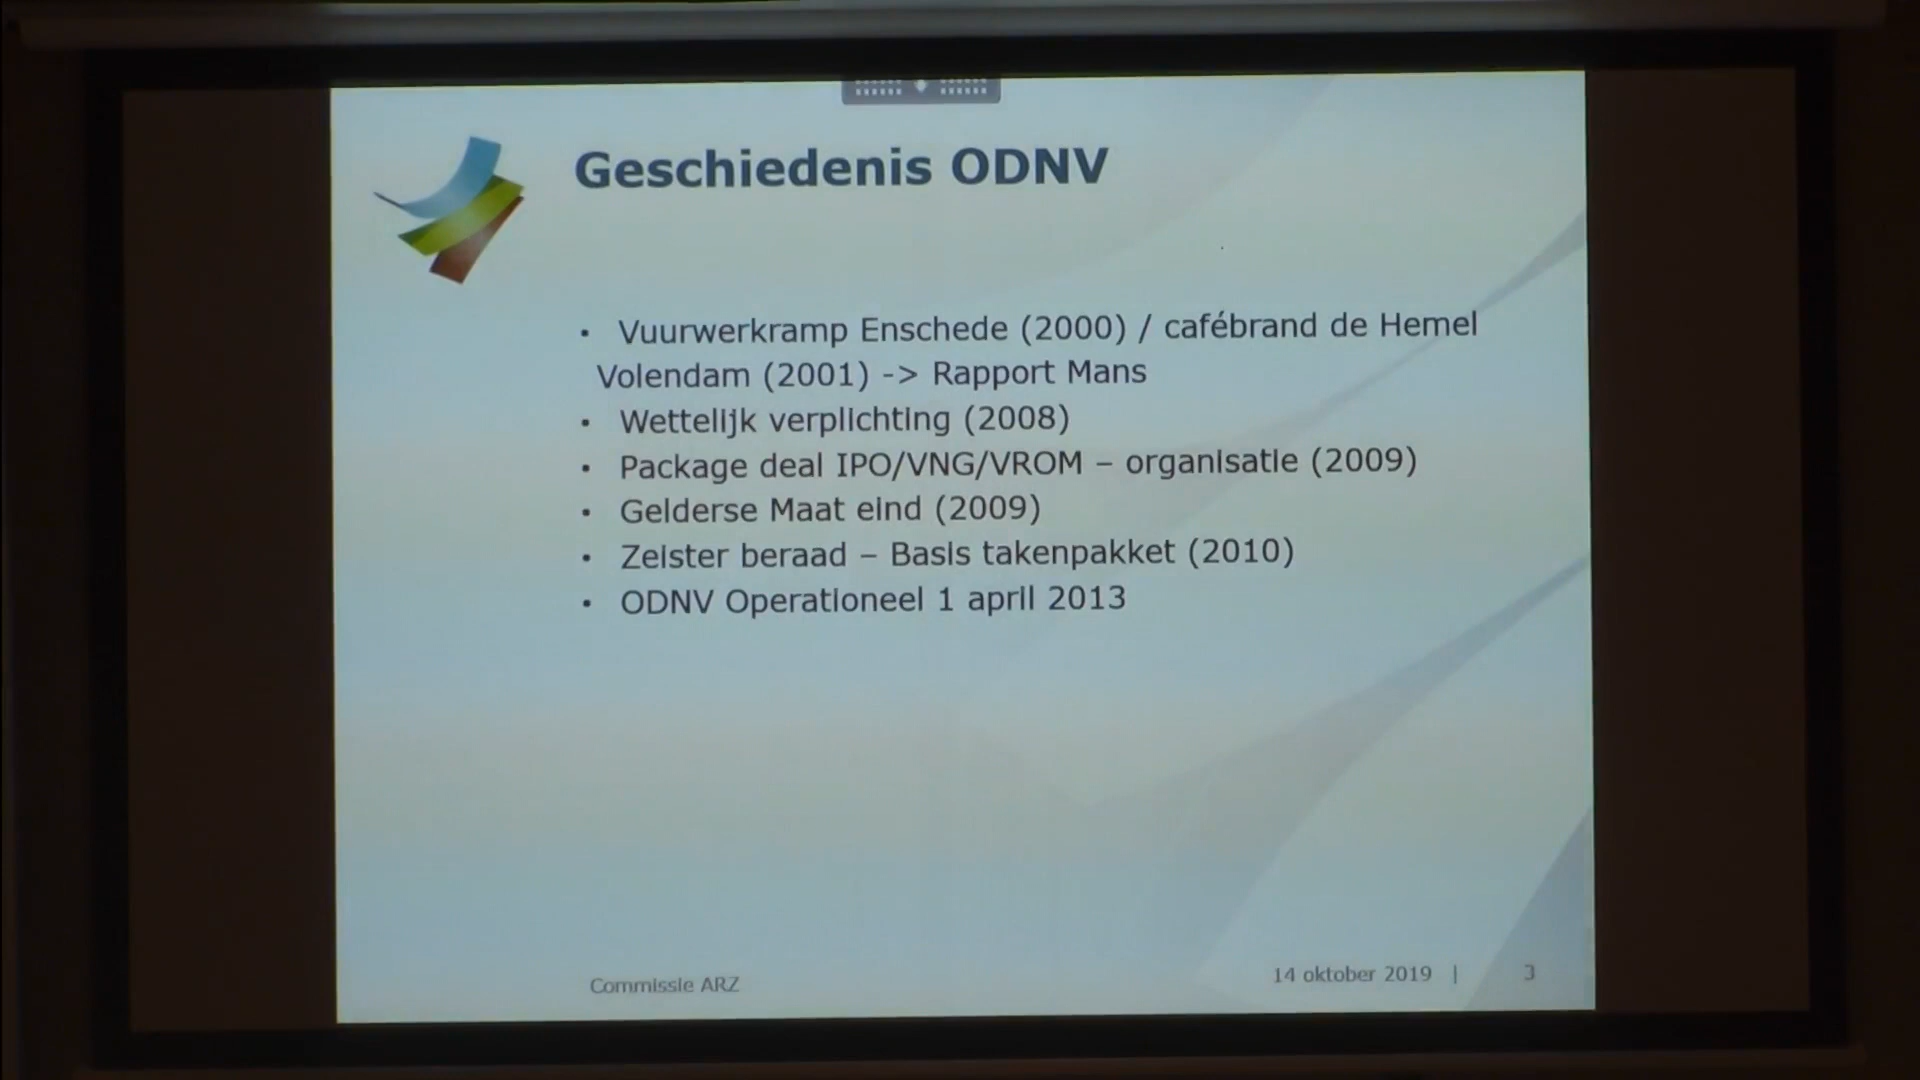 Geschiedenis ODNV
• Vuurwerkramp Enschede (2000) / cafébrand de Hemel
Volendam (2001) -> Rapport Mans
• Wettelijk verplichting (2008)
• Package deal IPO/VNG/VROM – organisatie (2009)
• Gelderse Maat eind (2009)
• Zeister beraad – Basis takenpakket (2010)
• ODNV Operationeel 1 april 2013
Commissie ARZ
14 oktober 2019 | 3